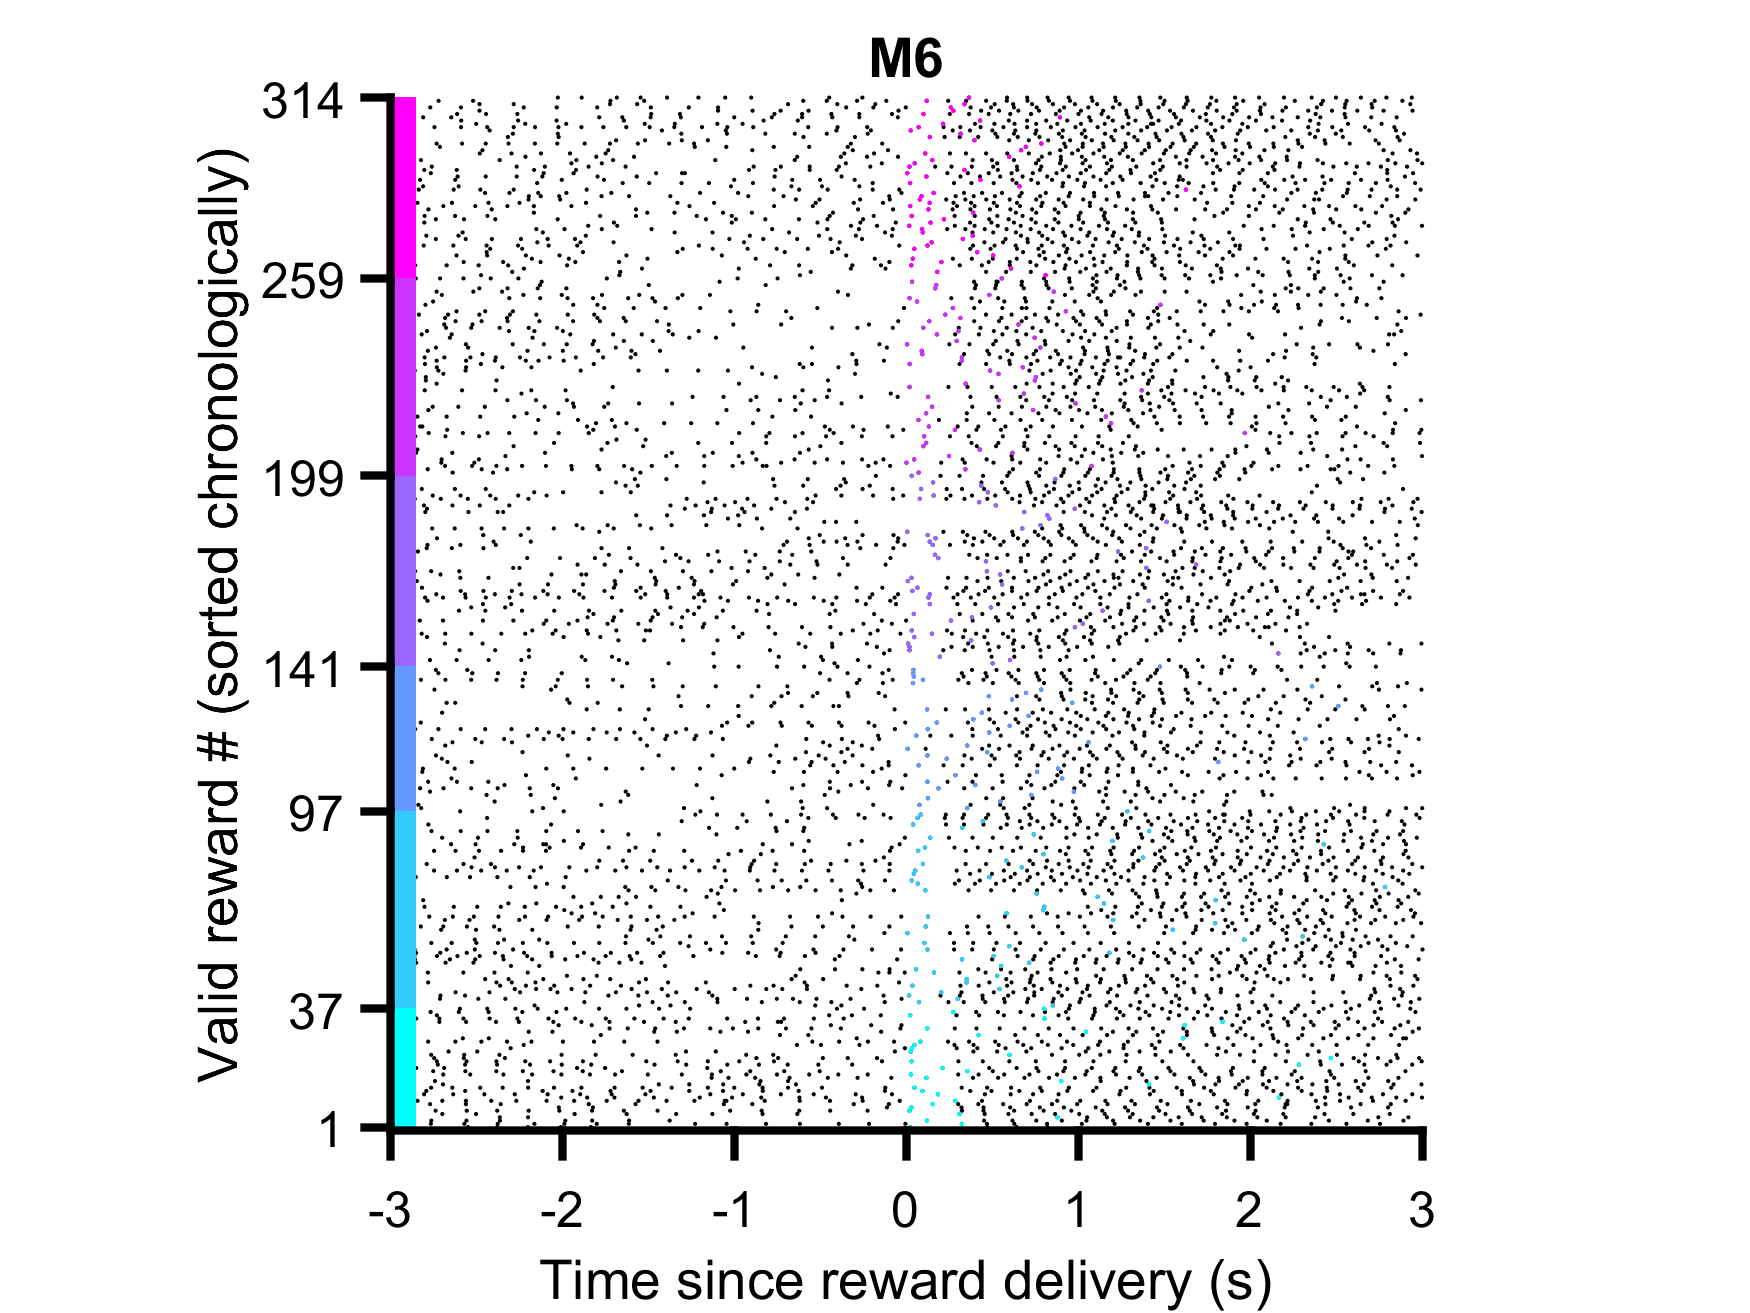 M6
314
259
199
141
97
37
1
Valid reward # (sorted chronologically)
-3 -2 -1 0 1 2 3
Time since reward delivery (s)